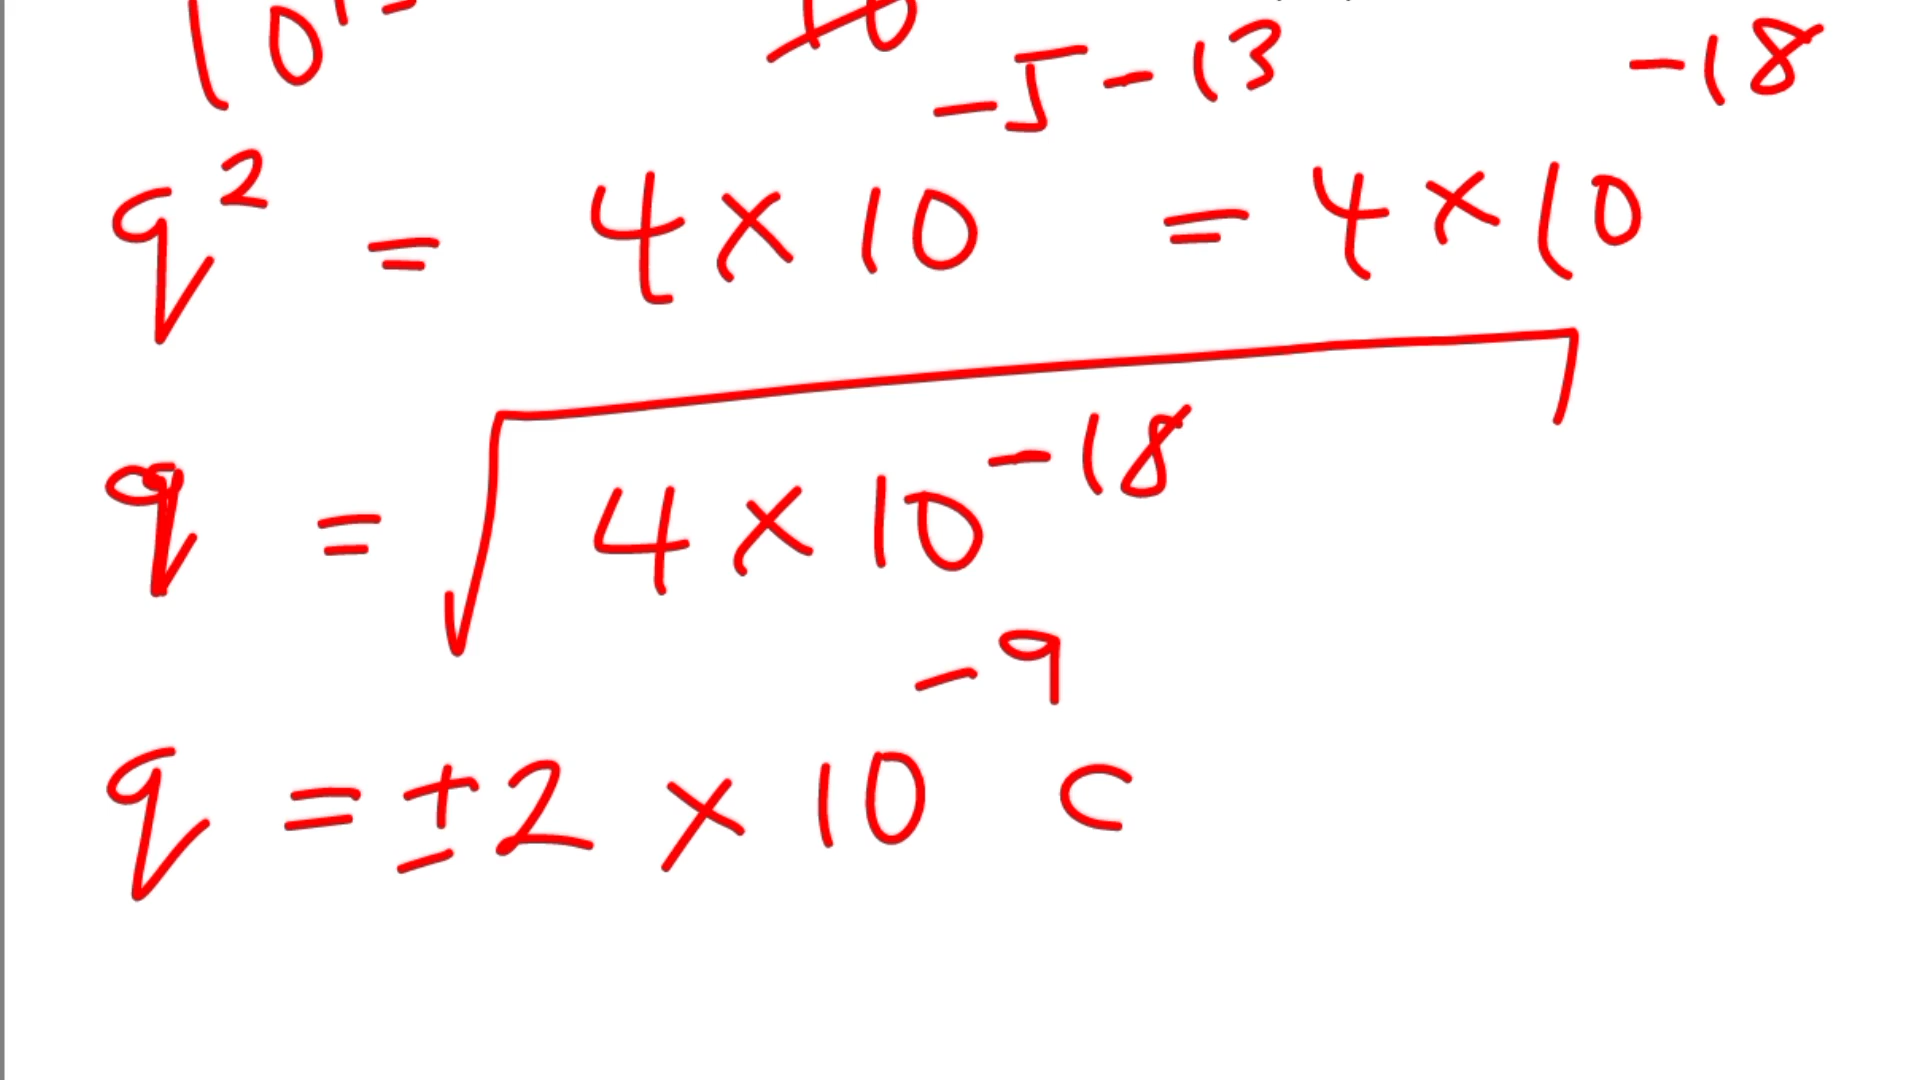 q² = 4 × 10⁻⁵⁻¹³ = 4 × 10⁻¹⁸
q = √(4 × 10⁻¹⁸)
q = ±2 × 10⁻⁹ C